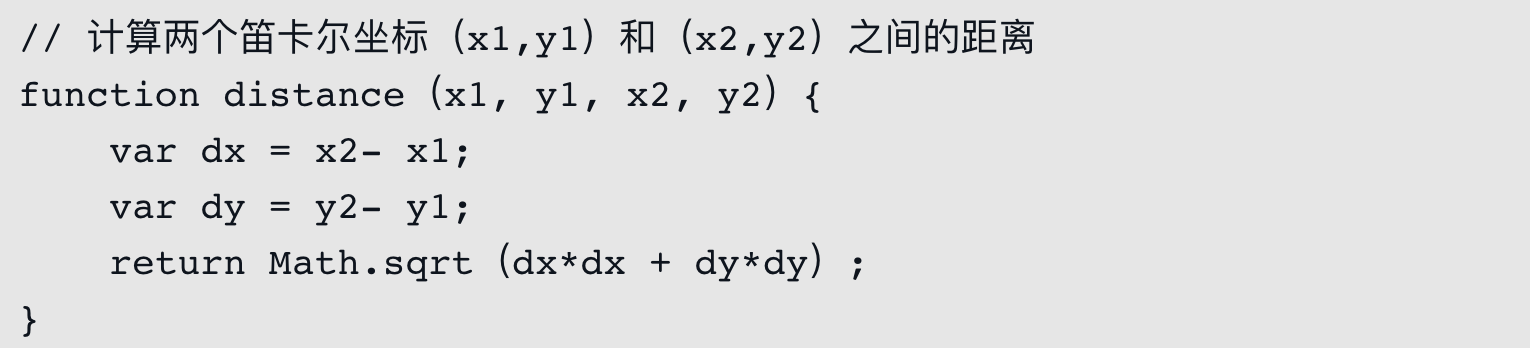 // 计算两个笛卡尔坐标（x1,y1）和（x2,y2）之间的距离
function distance（x1, y1, x2, y2）{
    var dx = x2- x1;
    var dy = y2- y1;
    return Math.sqrt（dx*dx + dy*dy）;
}